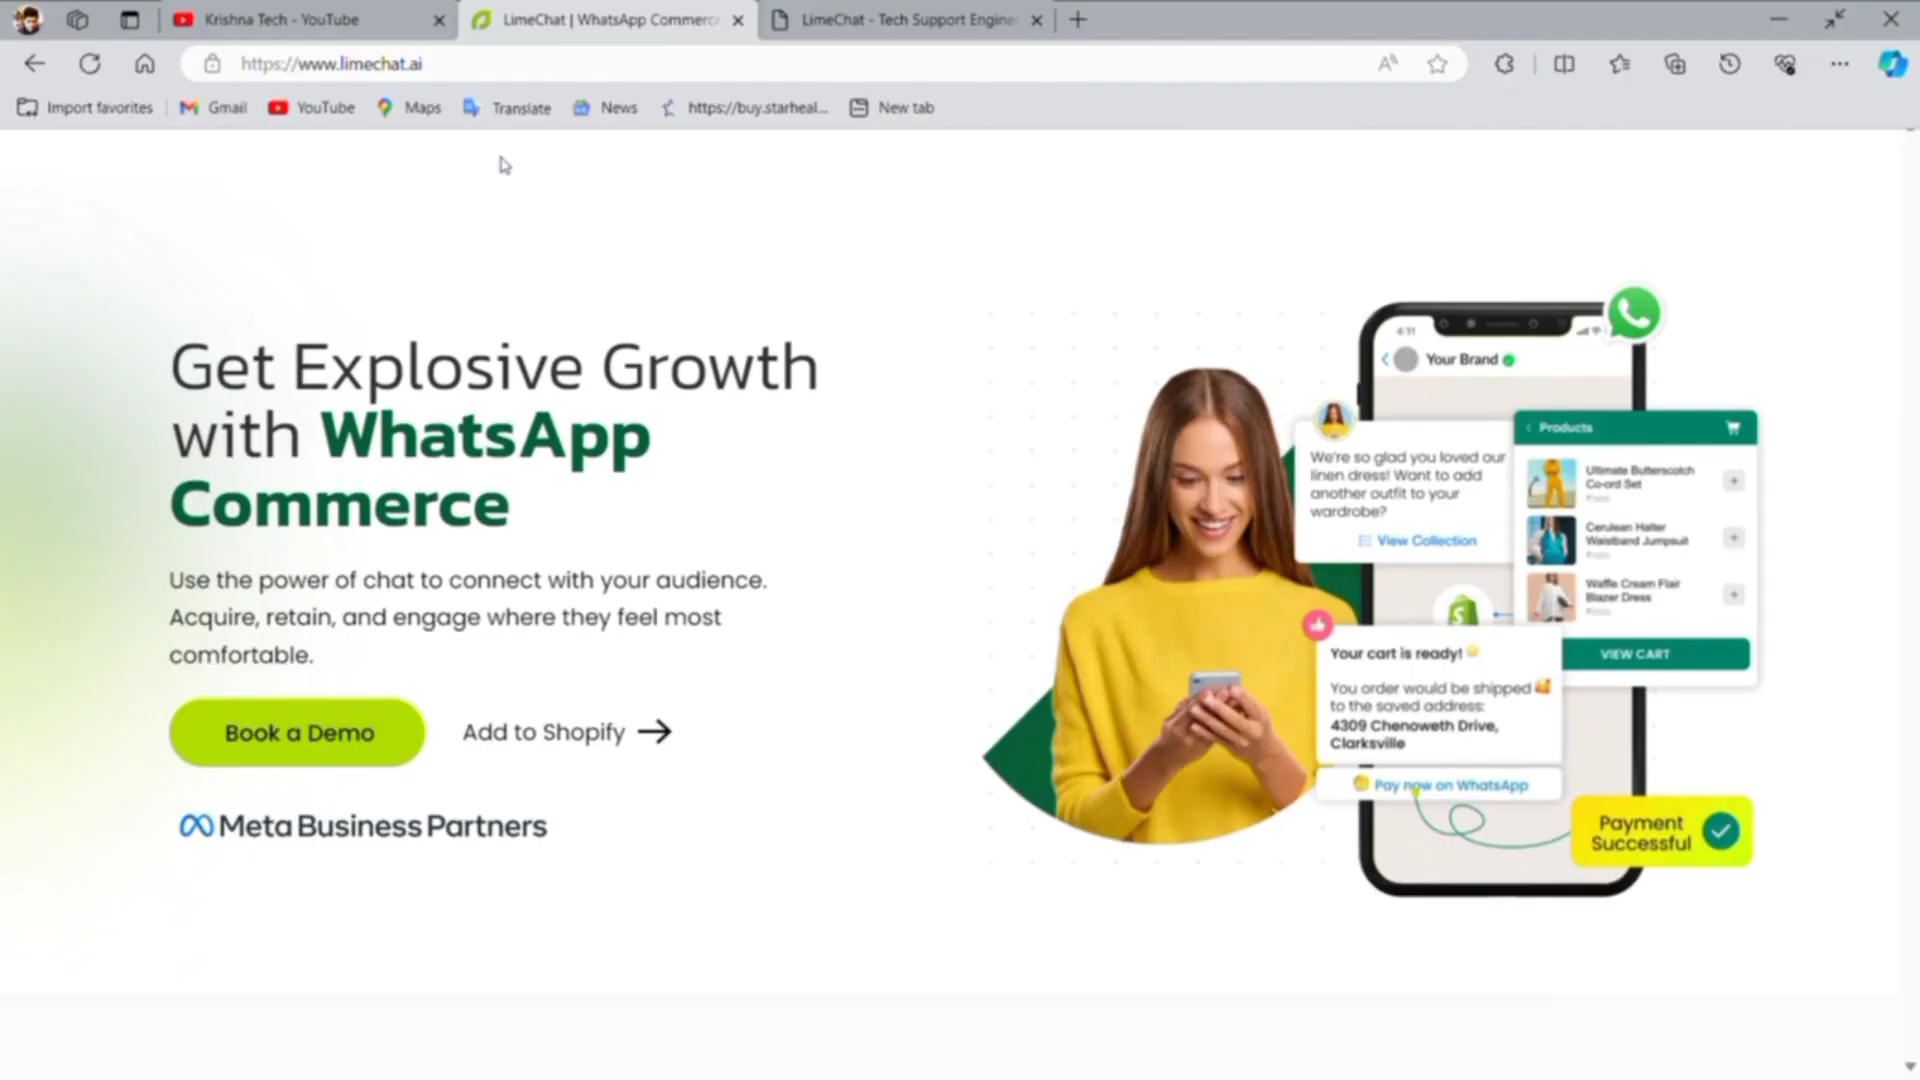 Krishna Tech - YouTube
LimeChat | WhatsApp Commerce
LimeChat - Tech Support Engine
https://www.limechat.ai
Import favorites
Gmail
YouTube
Maps
Translate
News
https://buy.starheal...
New tab
Get Explosive Growth
with WhatsApp
Commerce
Use the power of chat to connect with your audience.
Acquire, retain, and engage where they feel most
comfortable.
Book a Demo
Add to Shopify
Meta Business Partners
4:11
Your Brand
We're so glad you loved our
linen dress! Want to add
another outfit to your
wardrobe?
View Collection
Products
Ultimate Butterscotch
Co-ord Set
Cerulean Halter
Waistband Jumpsuit
Waffle Cream Flair
Blazer Dress
VIEW CART
Your cart is ready!
You order would be shipped
to the saved address:
4309 Chenoweth Drive,
Clarksville
Pay now on WhatsApp
Payment
Successful